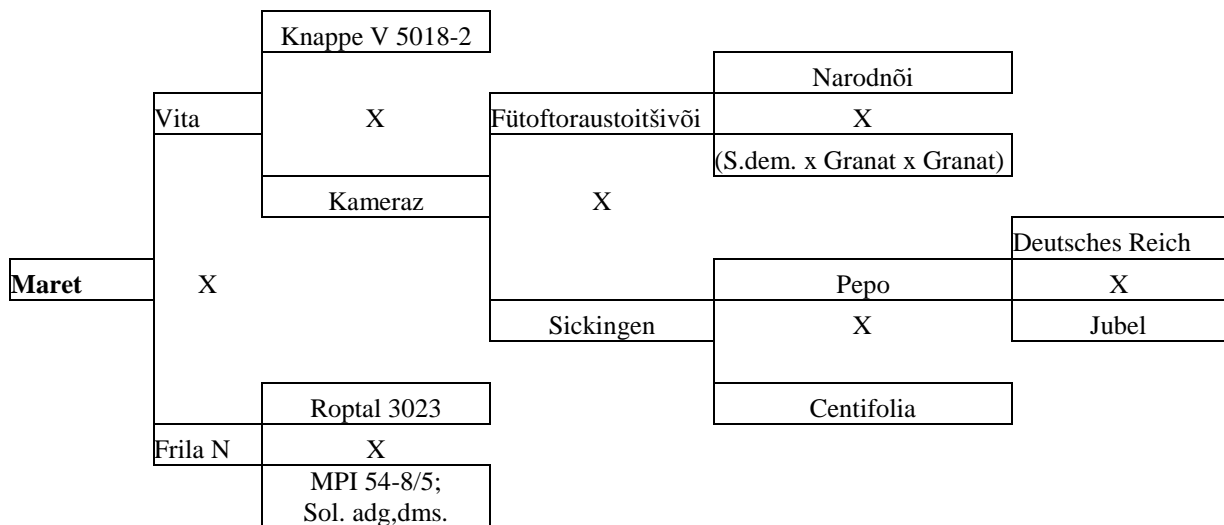 Knappe V 5018-2
Narodnõi
Vita X Fütoftoraustoitšivõi X
(S.dem. x Granat x Granat)
Kameraz X
Deutsches Reich
Maret X Pepo X
Sickingen X Jubel
Roptal 3023 Centifolia
Frila N X
MPI 54-8/5;
Sol. adg,dms.